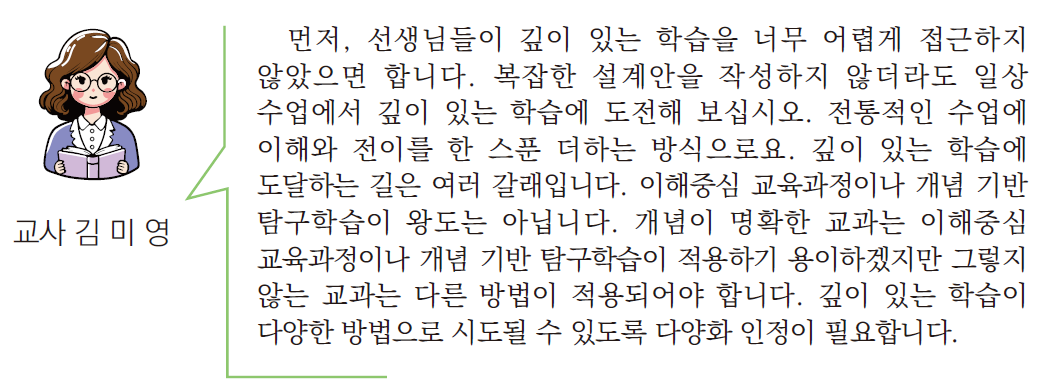 먼저, 선생님들이 깊이 있는 학습을 너무 어렵게 접근하지
않았으면 합니다. 복잡한 설계안을 작성하지 않더라도 일상
수업에서 깊이 있는 학습에 도전해 보십시오. 전통적인 수업에
이해와 전이를 한 스푼 더하는 방식으로요. 깊이 있는 학습에
도달하는 길은 여러 갈래입니다. 이해중심 교육과정이나 개념 기반
탐구학습이 왕도는 아닙니다. 개념이 명확한 교과는 이해중심
교육과정이나 개념 기반 탐구학습이 적용하기 용이하겠지만 그렇지
않는 교과는 다른 방법이 적용되어야 합니다. 깊이 있는 학습이
다양한 방법으로 시도될 수 있도록 다양화 인정이 필요합니다.
교사 김 미 영